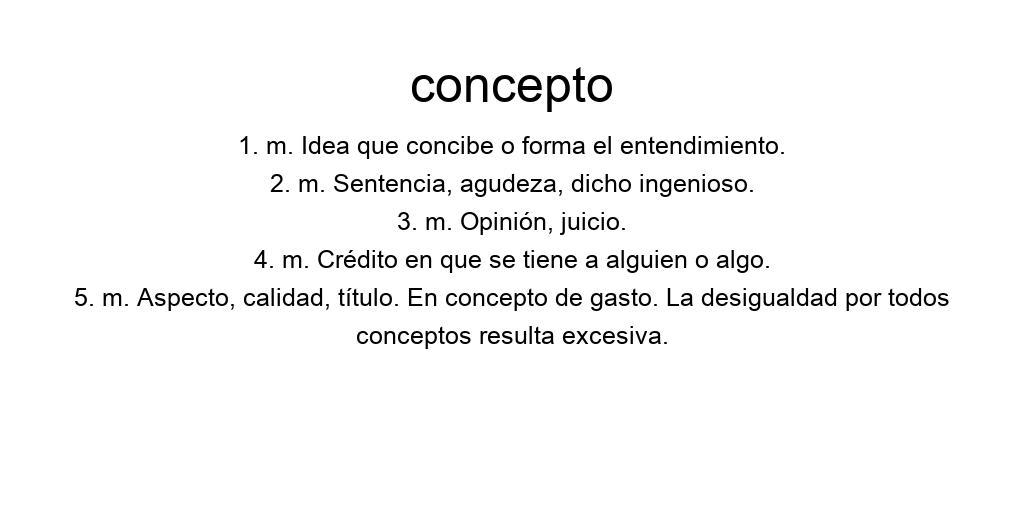 concepto
1. m. Idea que concibe o forma el entendimiento.
2. m. Sentencia, agudeza, dicho ingenioso.
3. m. Opinión, juicio.
4. m. Crédito en que se tiene a alguien o algo.
5. m. Aspecto, calidad, título. En concepto de gasto. La desigualdad por todos
conceptos resulta excesiva.